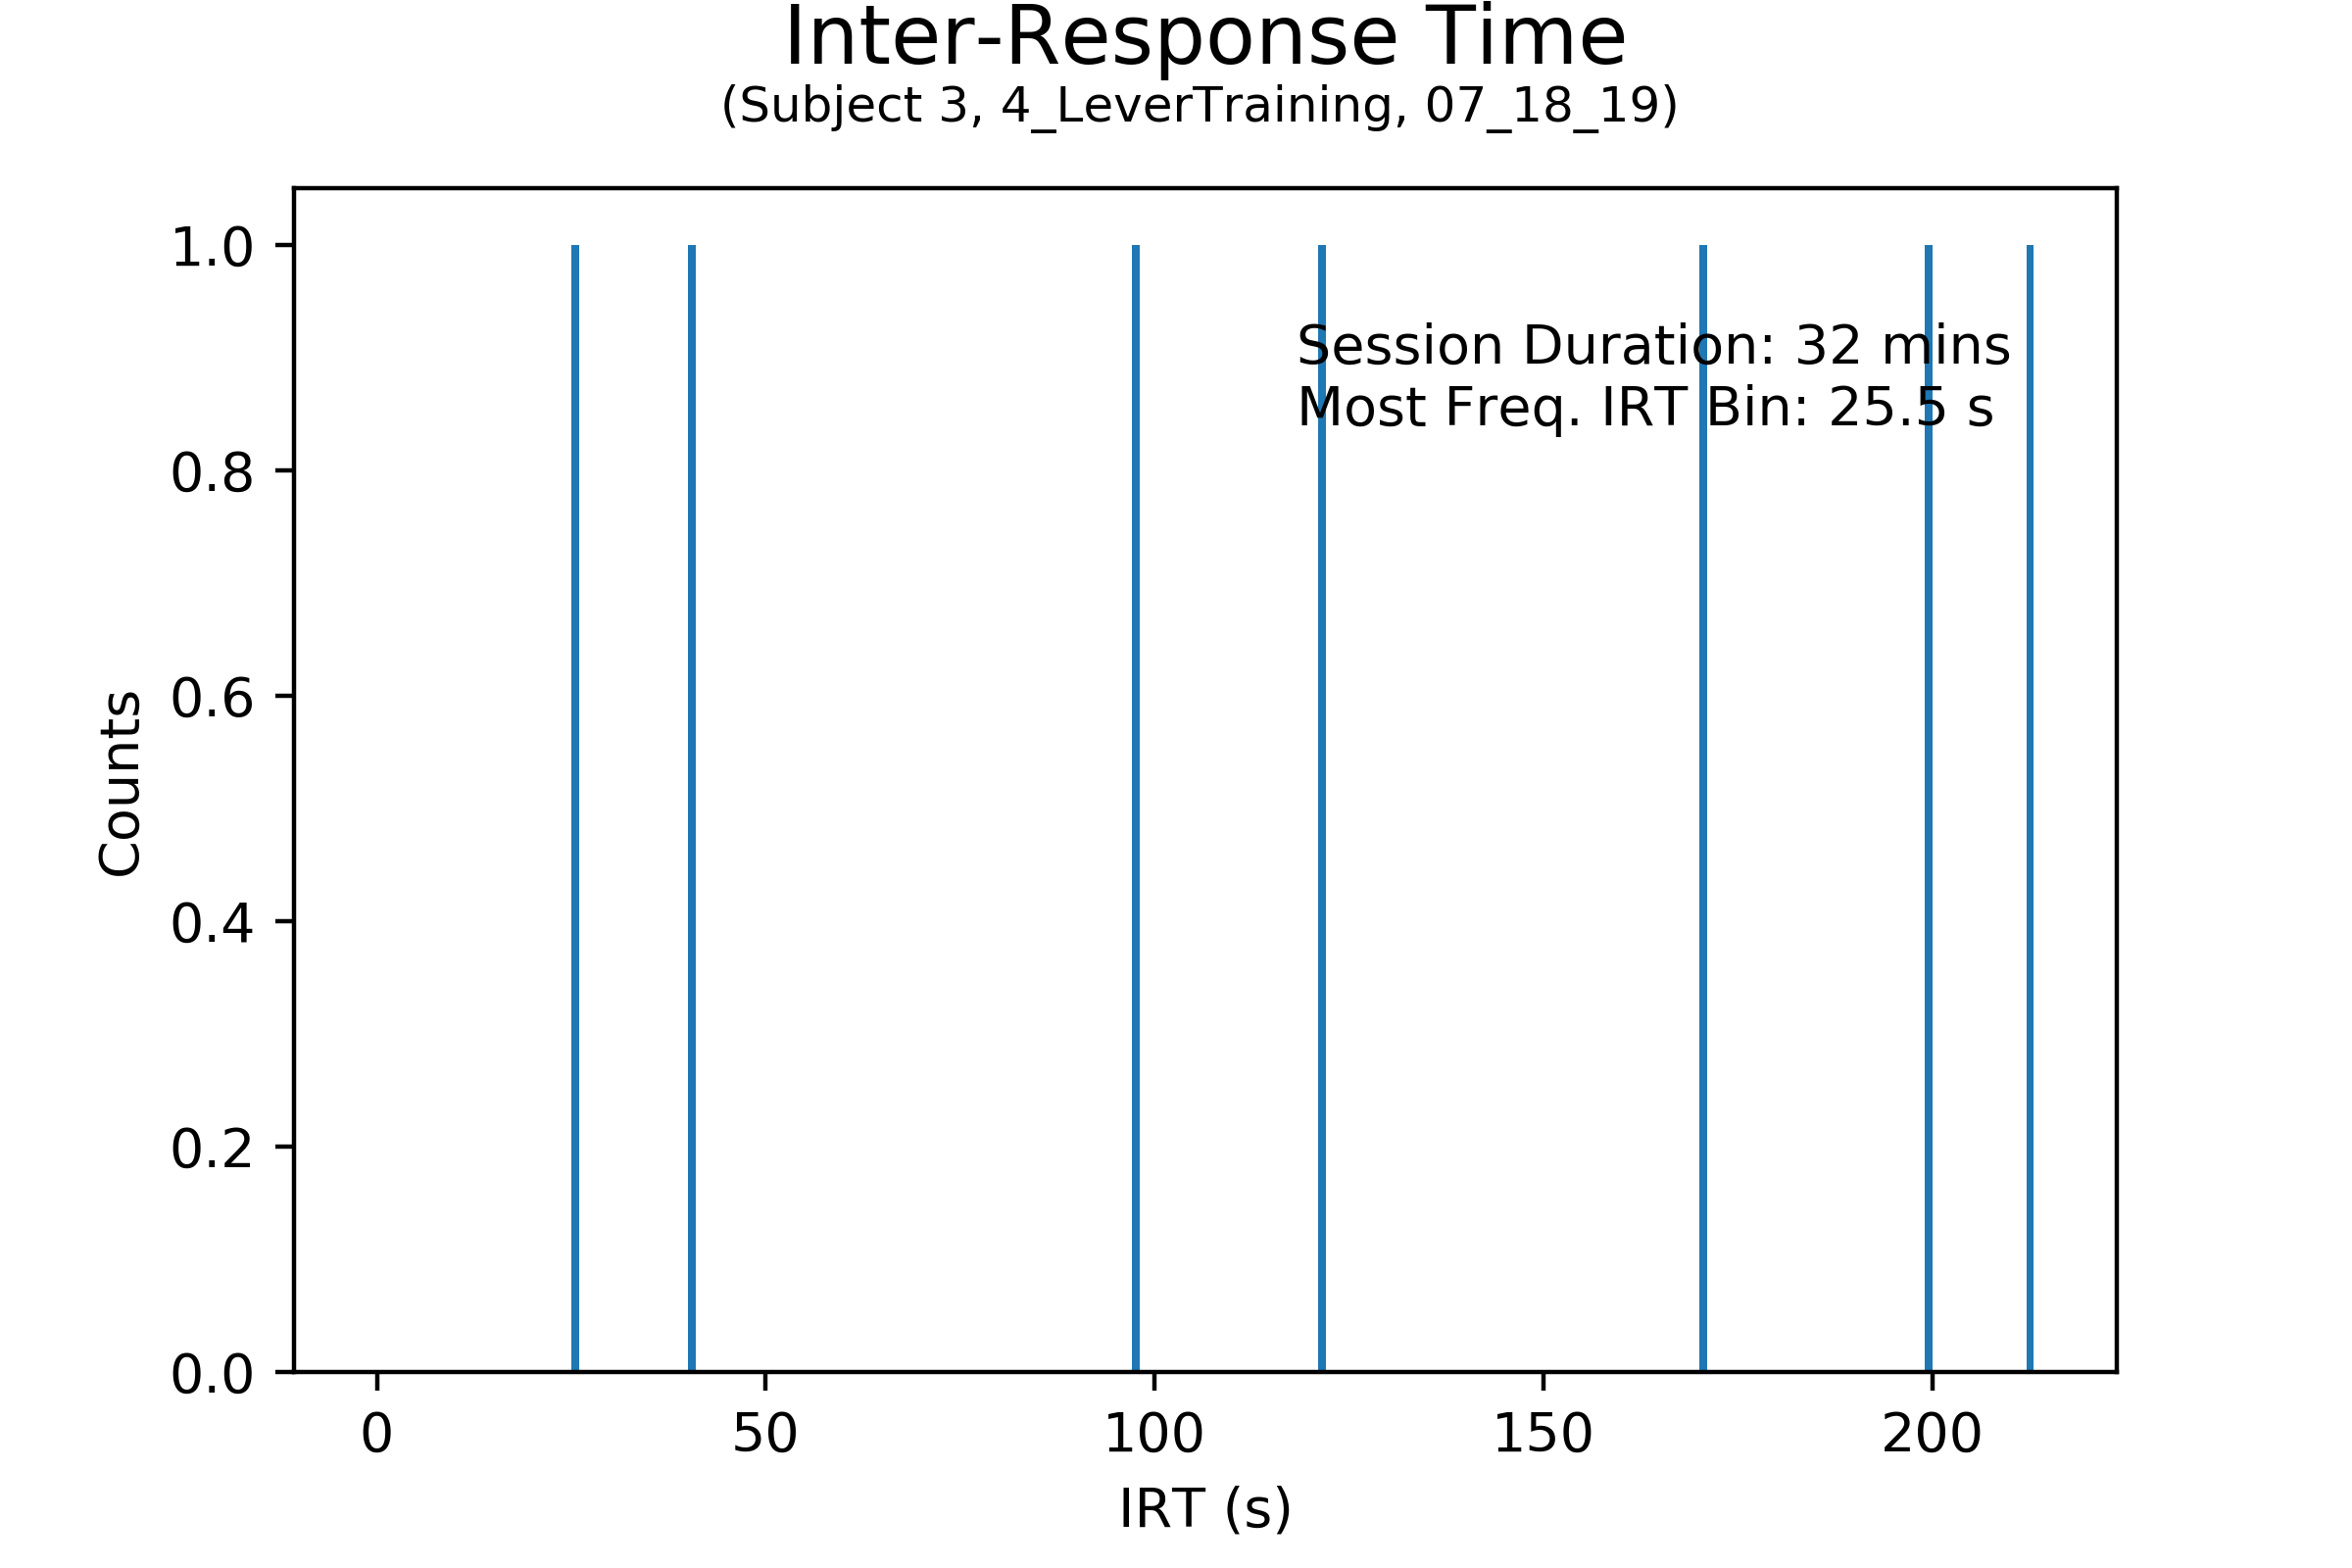 Inter-Response Time
(Subject 3, 4_LeverTraining, 07_18_19)
1.0
0.8
0.6
0.4
0.2
0.0
Counts
Session Duration: 32 mins
Most Freq. IRT Bin: 25.5 s
0 50 100 150 200
IRT (s)